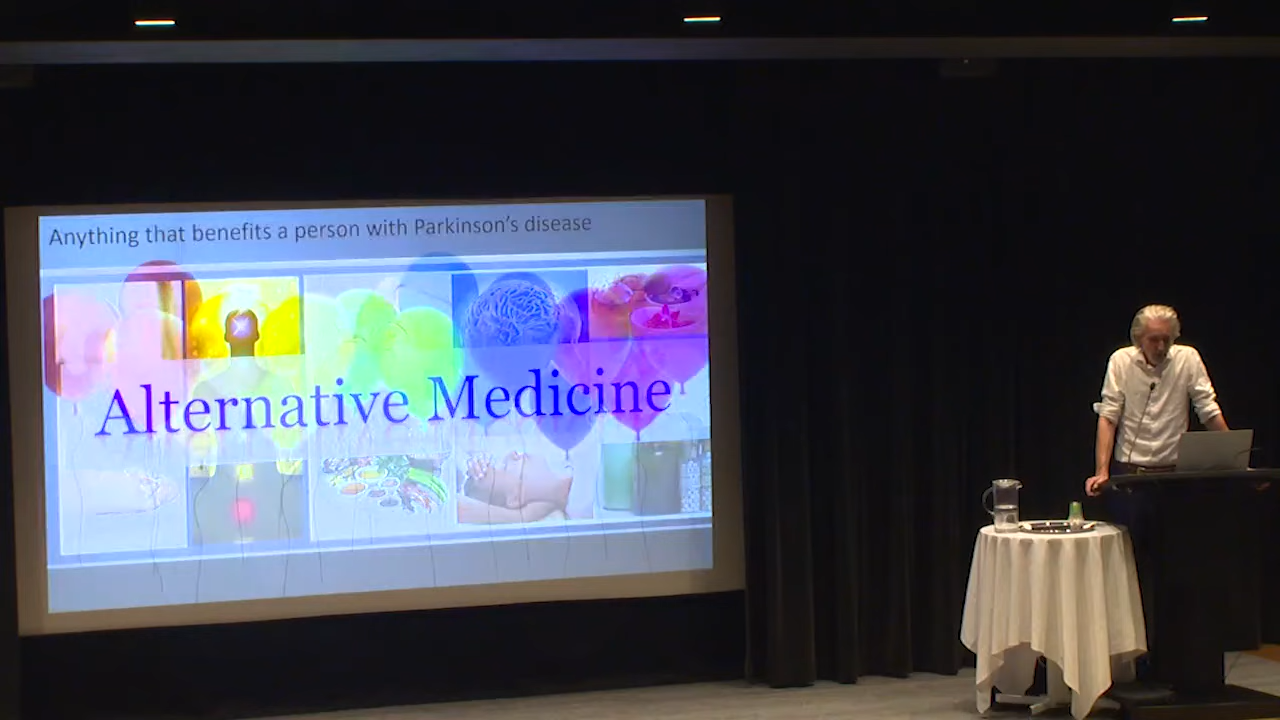 Anything that benefits a person with Parkinson's disease
Alternative Medicine